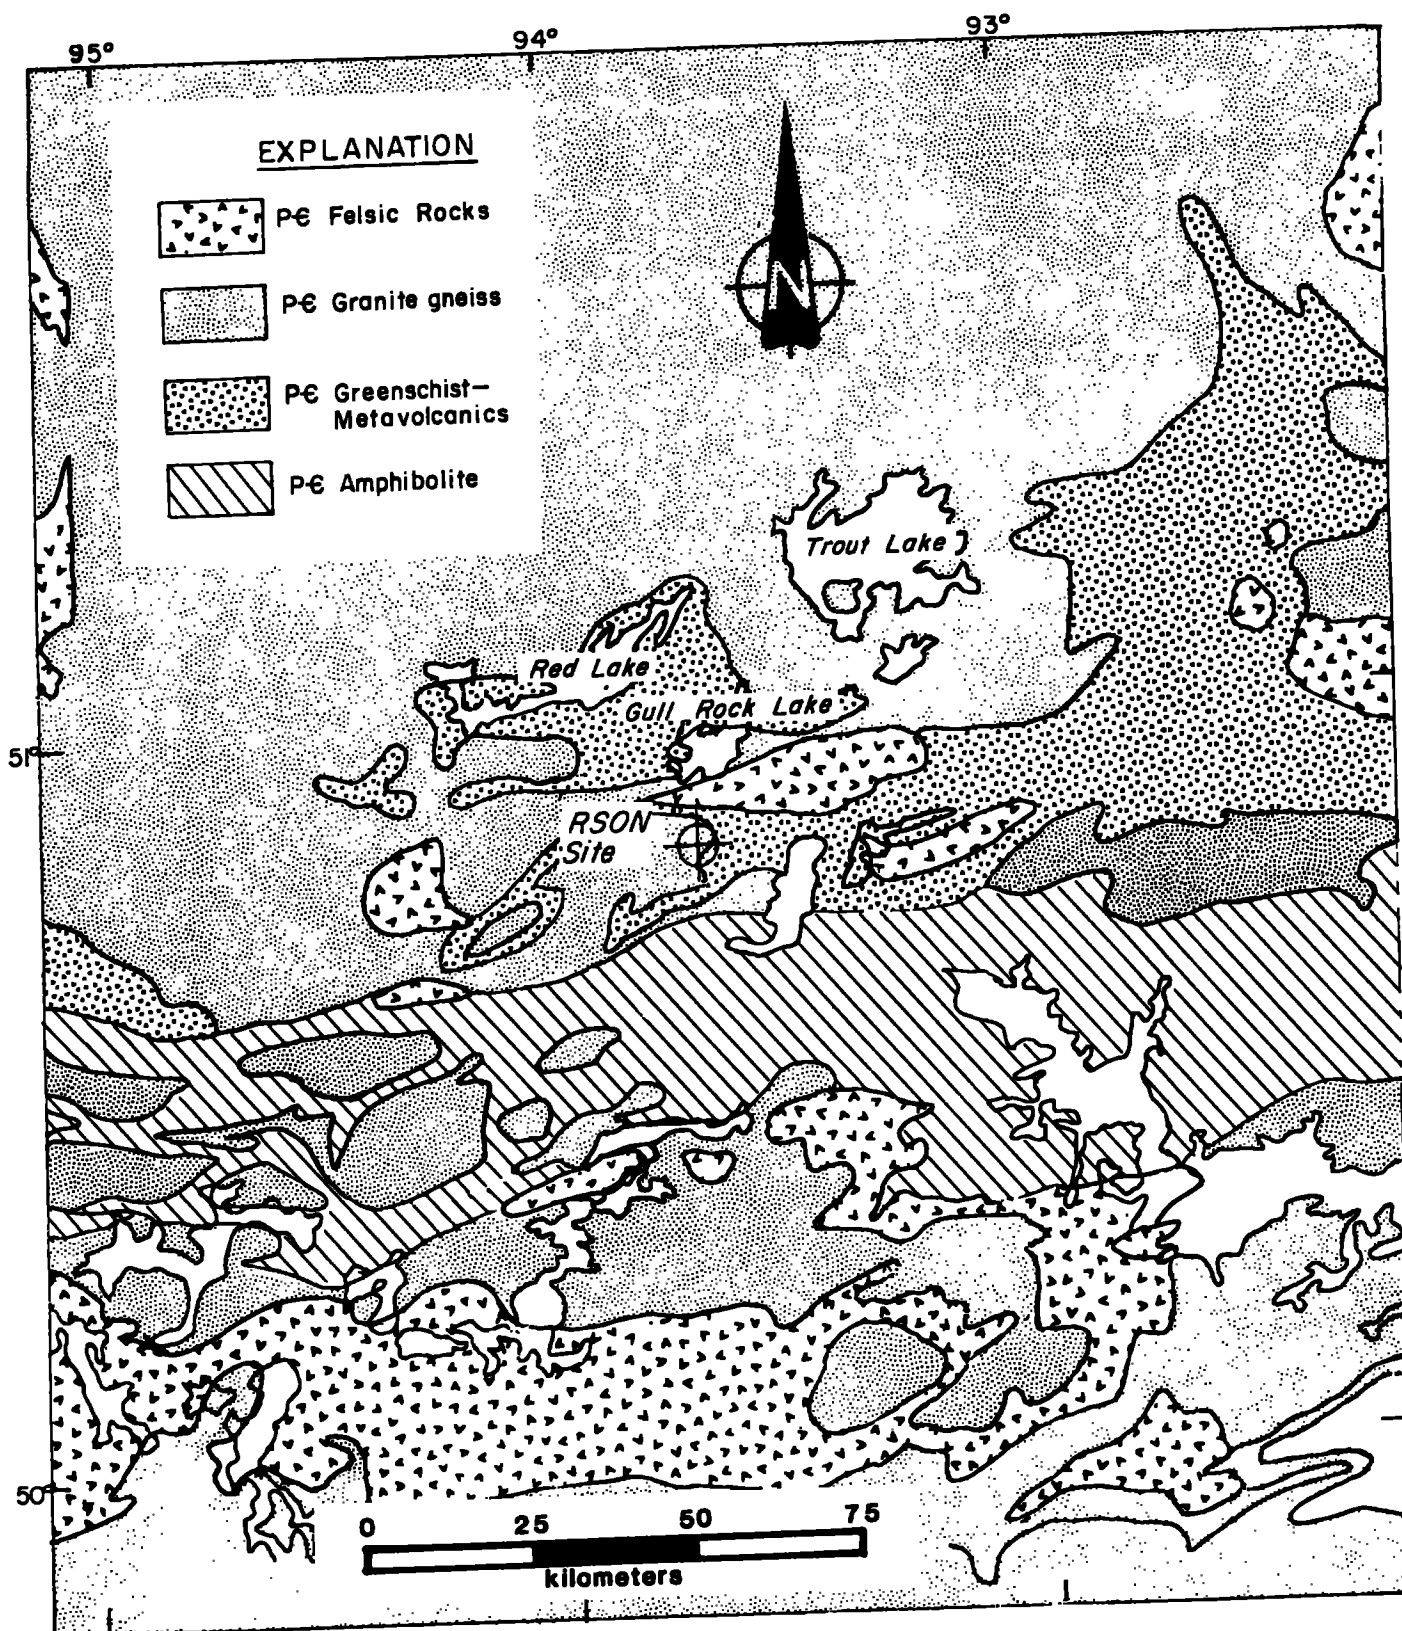 95°
94°
93°
EXPLANATION
P-Є Felsic Rocks
P-Є Granite gneiss
P-Є Greenschist-
Metavolcanics
P-Є Amphibolite
N
Trout Lake
Red Lake
Gull Rock Lake
51°
RSON
Site
50°
0 25 50 75
kilometers